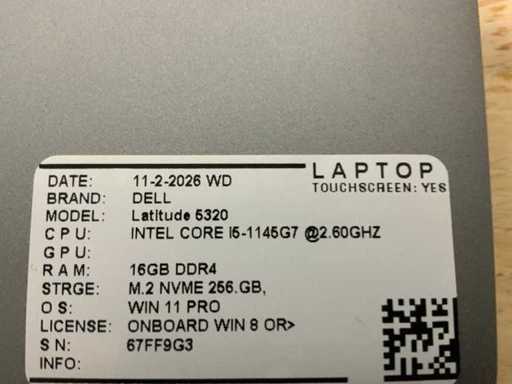 LAPTOP
TOUCHSCREEN: YES
DATE: 11-2-2026 WD
BRAND: DELL
MODEL: Latitude 5320
CPU: INTEL CORE I5-1145G7 @2.60GHZ
GPU:
RAM: 16GB DDR4
STRGE: M.2 NVME 256.GB,
OS: WIN 11 PRO
LICENSE: ONBOARD WIN 8 OR>
SN: 67FF9G3
INFO: